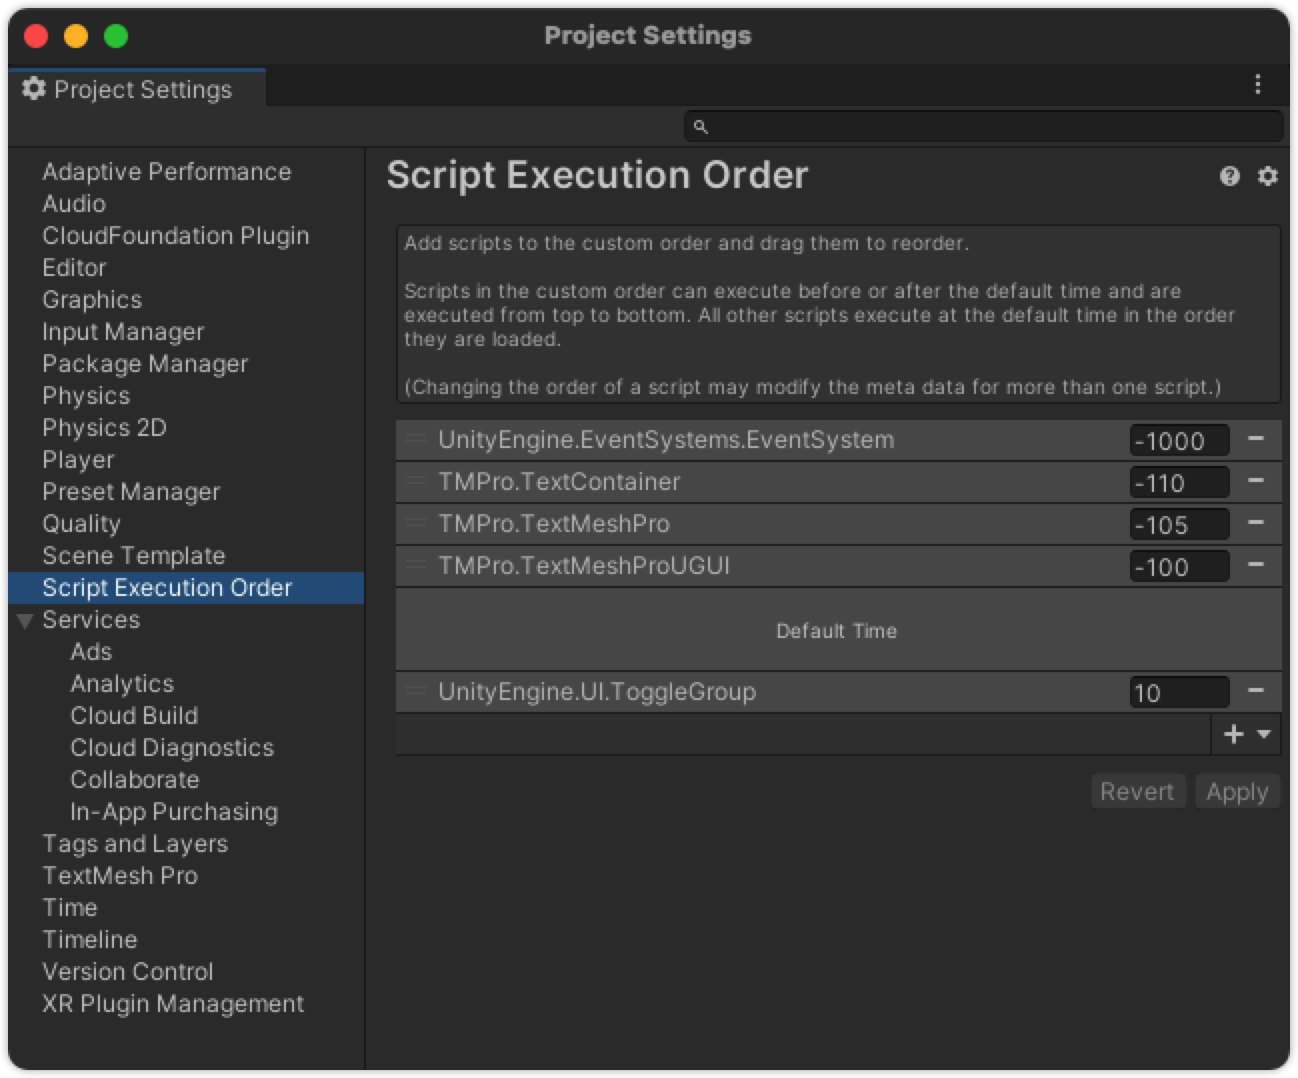 Project Settings
Project Settings
Adaptive Performance
Audio
CloudFoundation Plugin
Editor
Graphics
Input Manager
Package Manager
Physics
Physics 2D
Player
Preset Manager
Quality
Scene Template
Script Execution Order
Services
Ads
Analytics
Cloud Build
Cloud Diagnostics
Collaborate
In-App Purchasing
Tags and Layers
TextMesh Pro
Time
Timeline
Version Control
XR Plugin Management
Script Execution Order
Add scripts to the custom order and drag them to reorder.
Scripts in the custom order can execute before or after the default time and are
executed from top to bottom. All other scripts execute at the default time in the order
they are loaded.
(Changing the order of a script may modify the meta data for more than one script.)
UnityEngine.EventSystems.EventSystem -1000
TMPro.TextContainer -110
TMPro.TextMeshPro -105
TMPro.TextMeshProUGUI -100
Default Time
UnityEngine.UI.ToggleGroup 10
Revert Apply